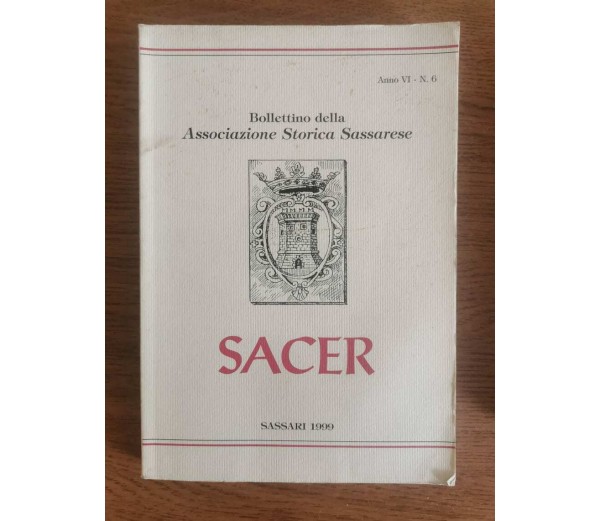 Anno VI - N. 6
Bollettino della
Associazione Storica Sassarese
SACER
SASSARI 1999